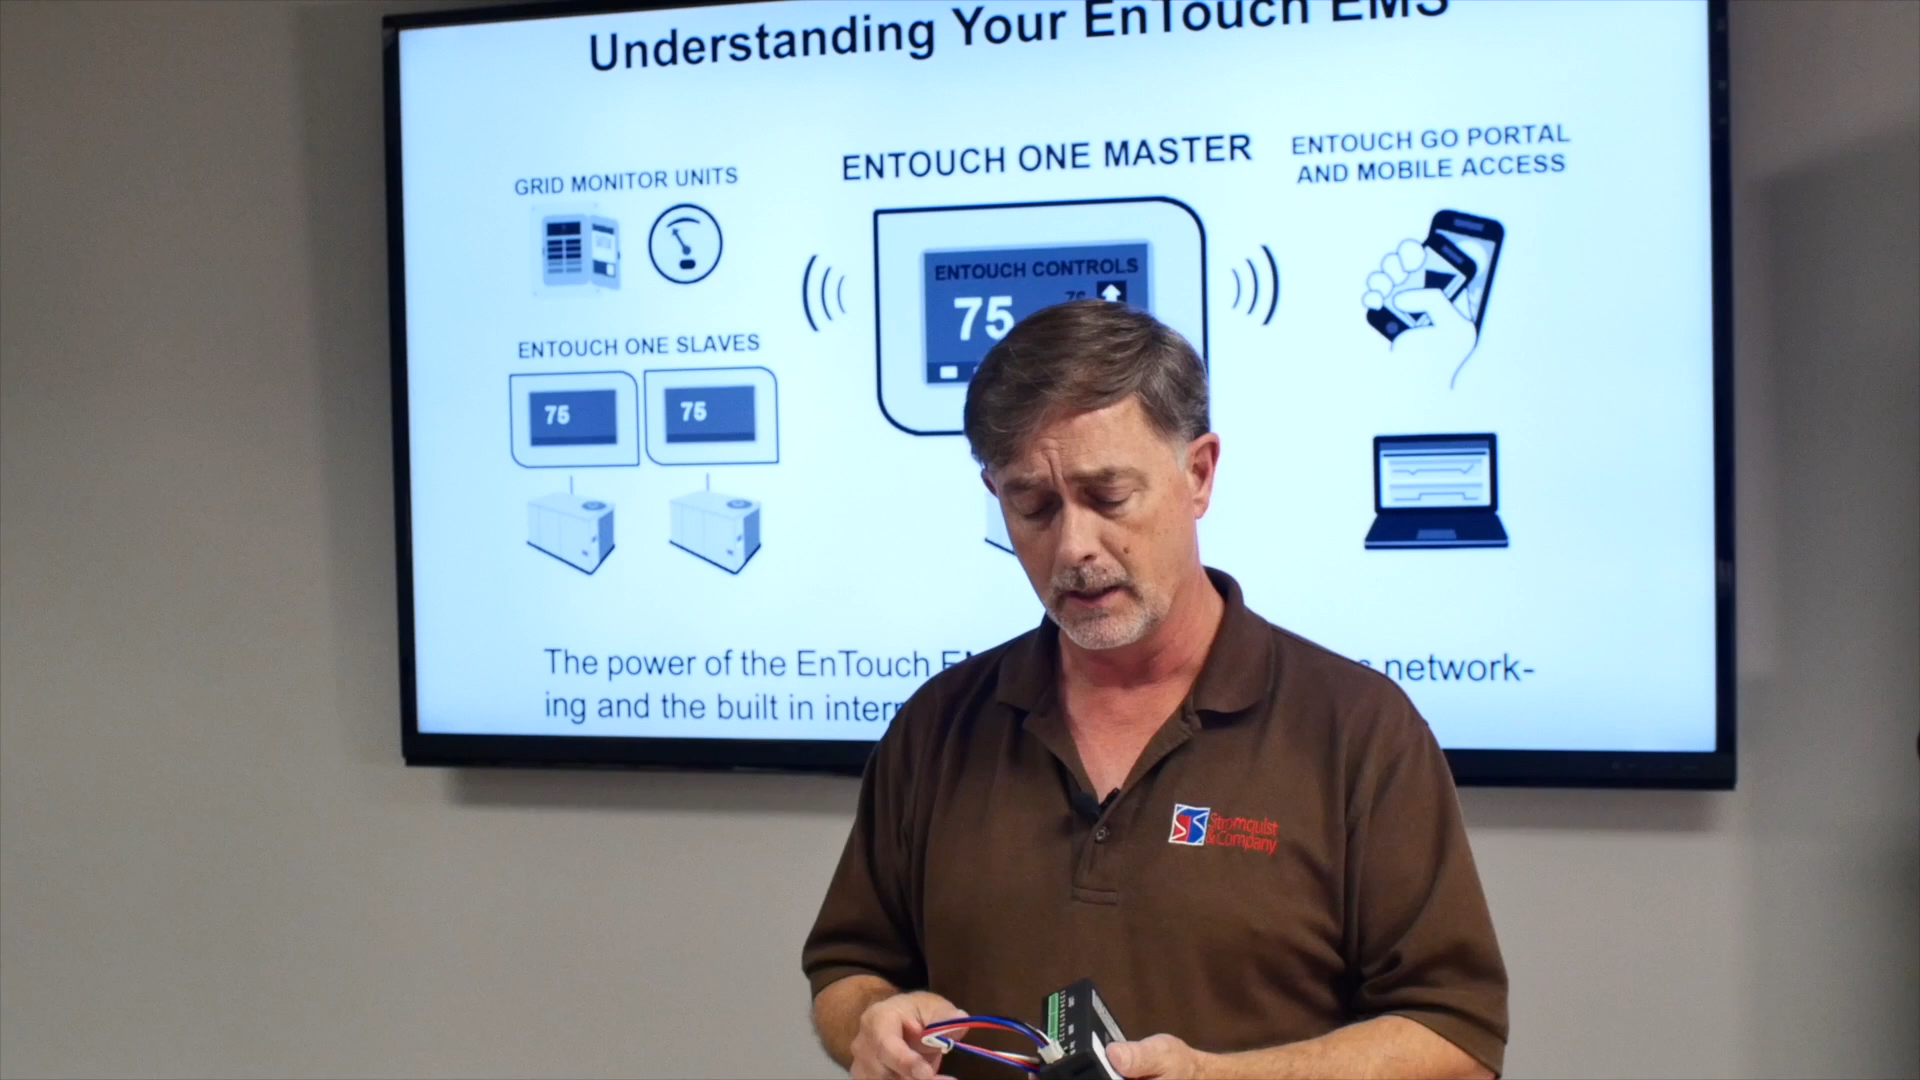 Understanding Your EnTouch EMS
ENTOUCH ONE MASTER
ENTOUCH GO PORTAL
AND MOBILE ACCESS
GRID MONITOR UNITS
ENTOUCH CONTROLS
75
76
ENTOUCH ONE SLAVES
75
75
The power of the EnTouch
network-
ing and the built in
Stromquist
& Company